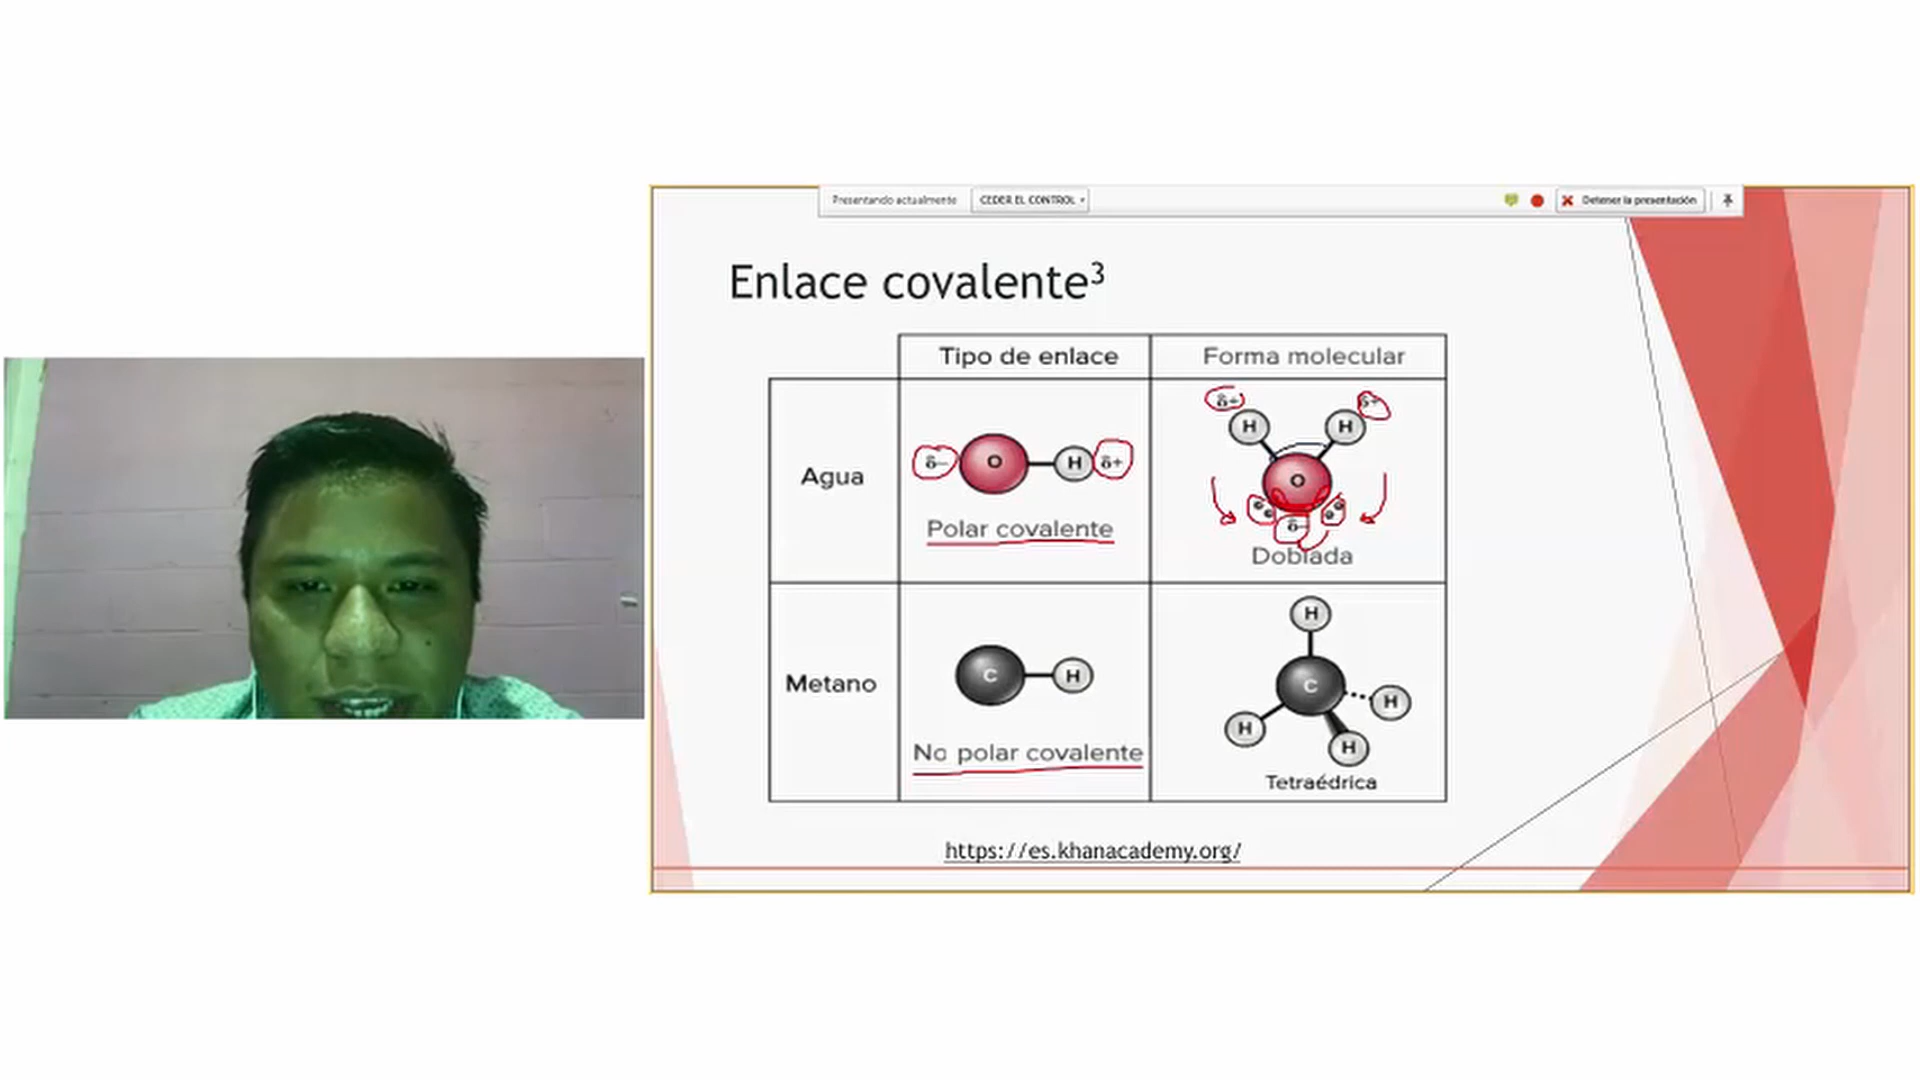 Presentando actualmente
CEDER EL CONTROL
Detener la presentación
Enlace covalente³
Tipo de enlace
Forma molecular
Agua
δ− O H δ+
Polar covalente
δ+ δ+
H H
O
δ−
Doblada
Metano
C H
No polar covalente
H
C
H
H
H
Tetraédrica
https://es.khanacademy.org/